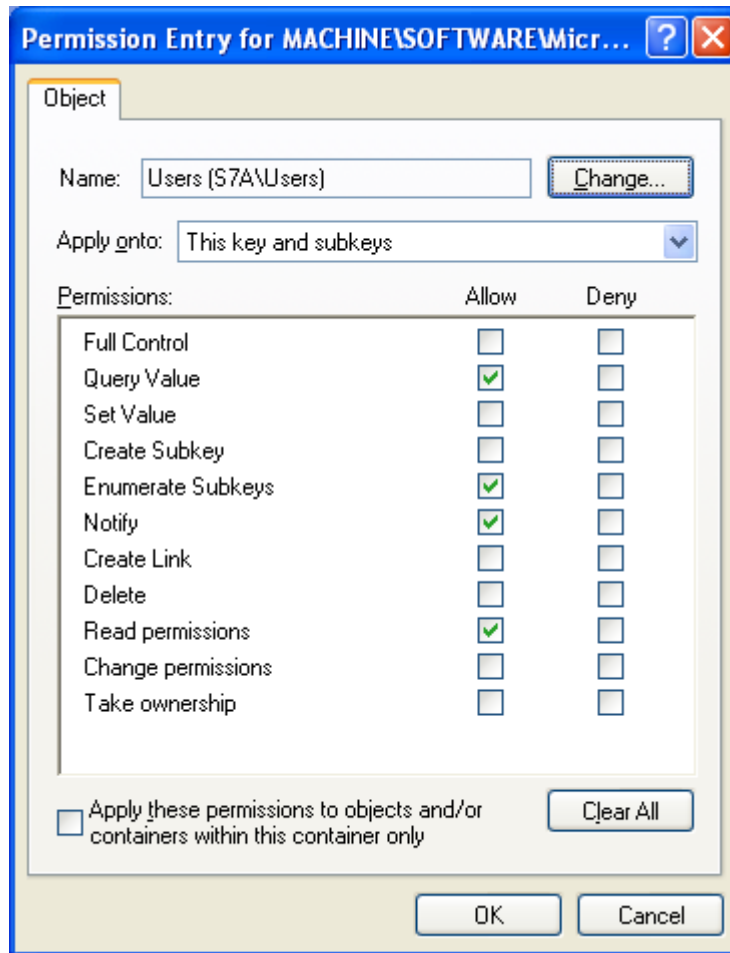 Permission Entry for MACHINE\SOFTWARE\Micr...
Object
Name: Users (S7A\Users) Change...
Apply onto: This key and subkeys
Permissions: Allow Deny
Full Control
Query Value
Set Value
Create Subkey
Enumerate Subkeys
Notify
Create Link
Delete
Read permissions
Change permissions
Take ownership
Apply these permissions to objects and/or
containers within this container only
Clear All
OK Cancel